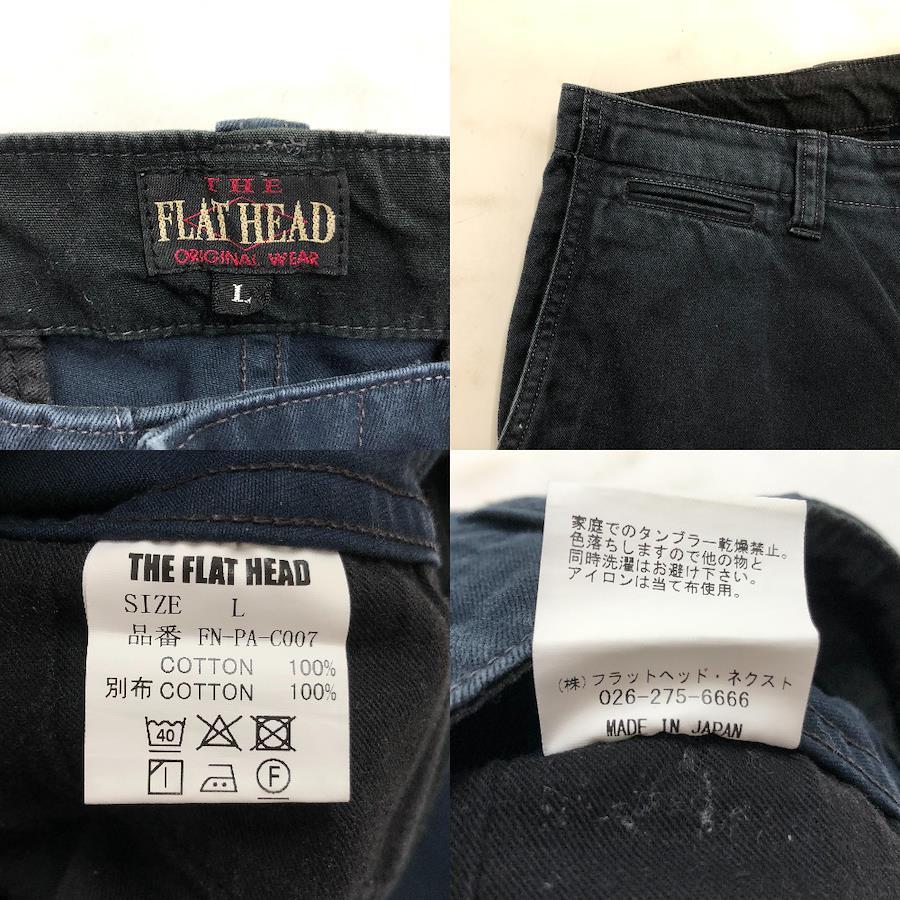 THE
FLAT HEAD
ORIGINAL WEAR
L
THE FLAT HEAD
SIZE L
品番 FN-PA-C007
COTTON 100%
別布 COTTON 100%
40
F
家庭でのタンブラー乾燥禁止。
色落ちしますので他の物と
同時洗濯はお避け下さい。
アイロンは当て布使用。
(株)フラットヘッド・ネクスト
026-275-6666
MADE IN JAPAN